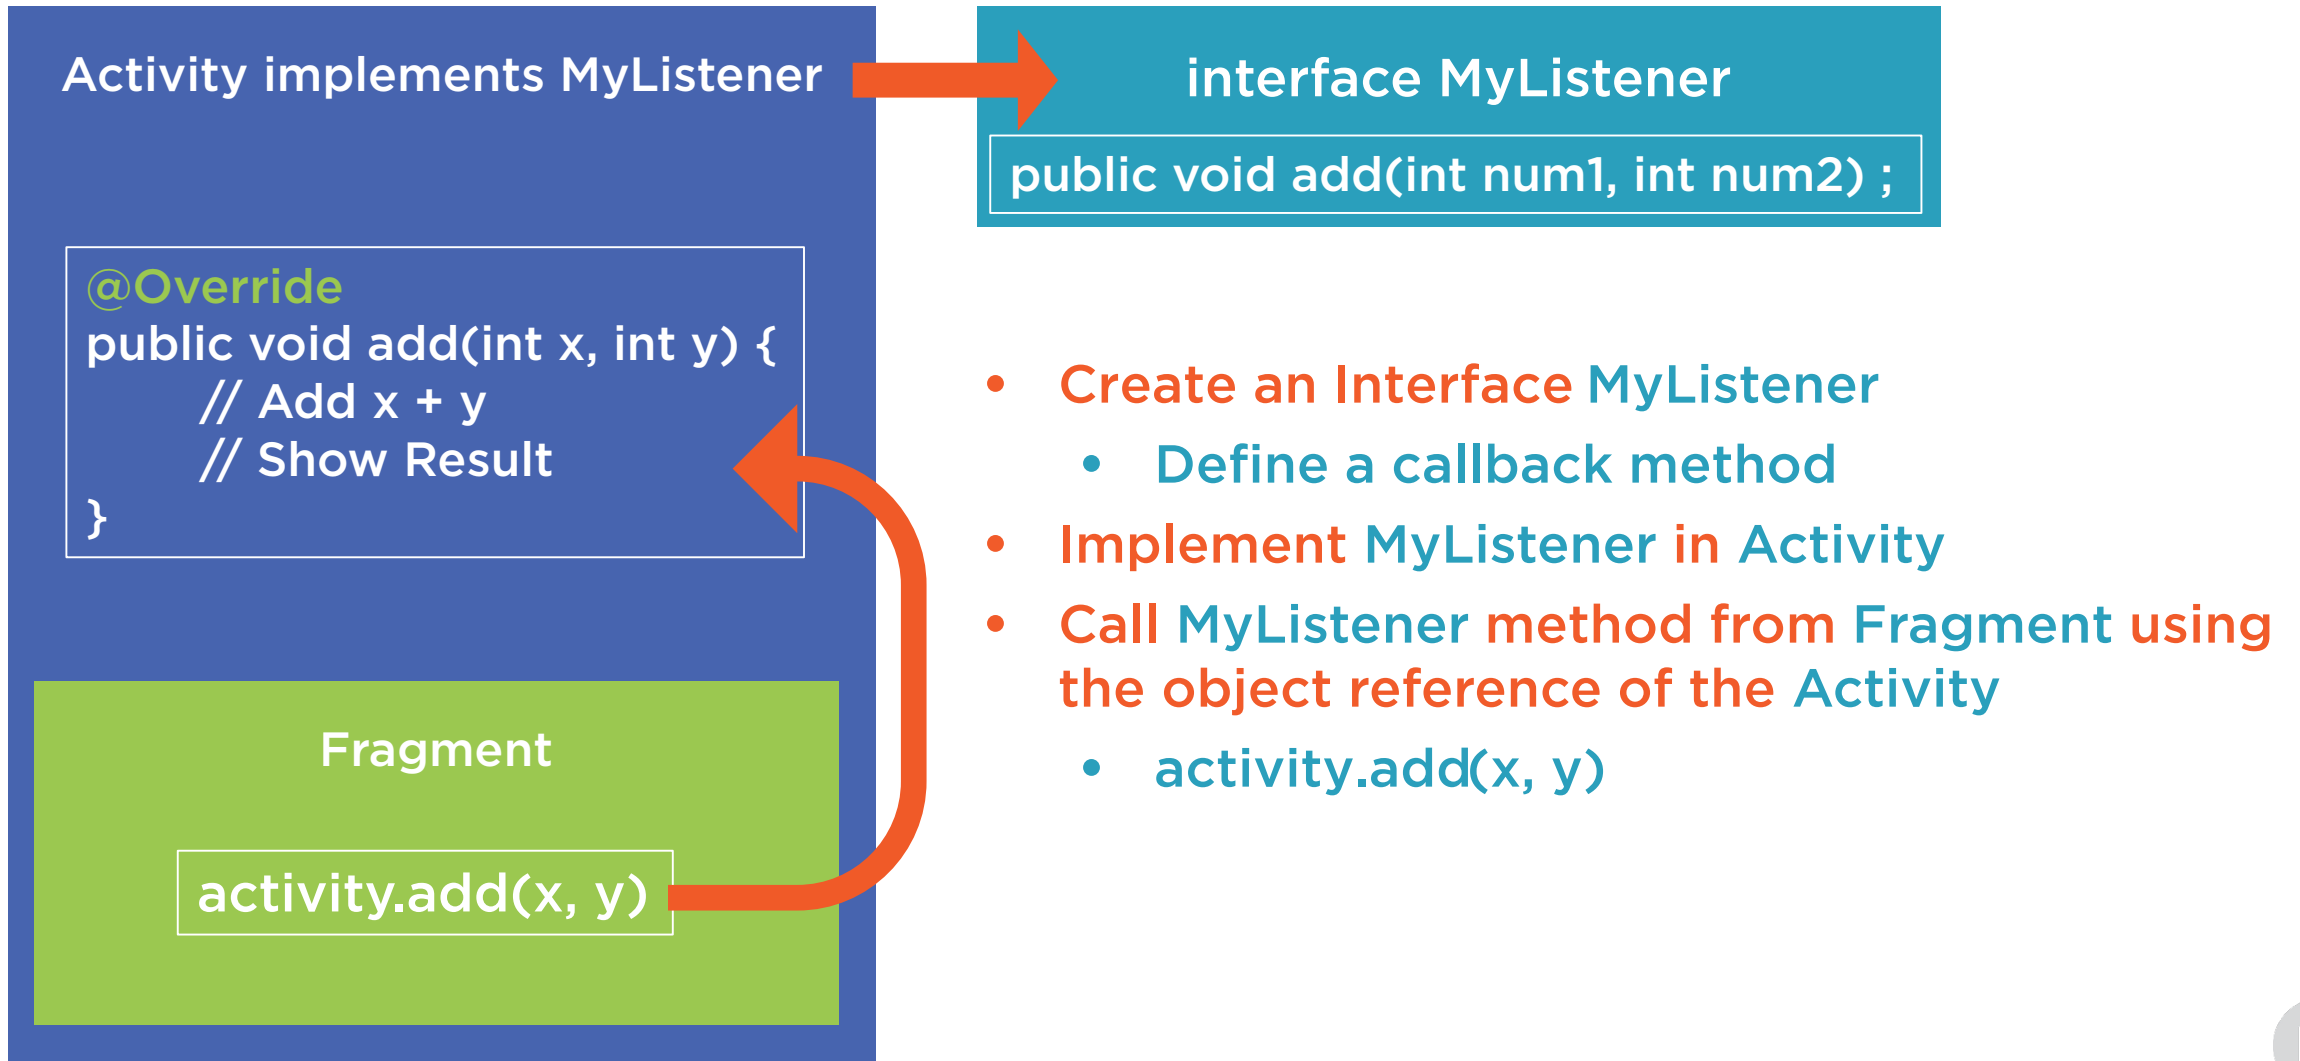 Activity implements MyListener
@Override
public void add(int x, int y) {
// Add x + y
// Show Result
}
Fragment
activity.add(x, y)
interface MyListener
public void add(int num1, int num2) ;
• Create an Interface MyListener
• Define a callback method
• Implement MyListener in Activity
• Call MyListener method from Fragment using
the object reference of the Activity
• activity.add(x, y)